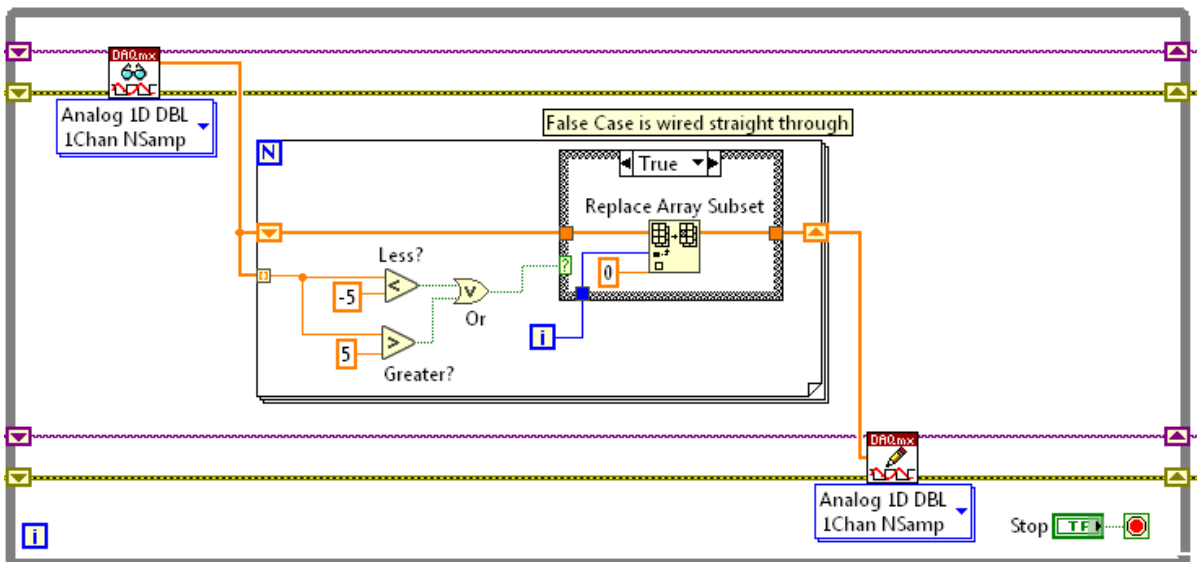 DAQmx
Analog 1D DBL
1Chan NSamp
False Case is wired straight through
N
True
Replace Array Subset
Less?
-5
0
?
v
Or
i
5
Greater?
DAQmx
Analog 1D DBL
1Chan NSamp
Stop
TF
i